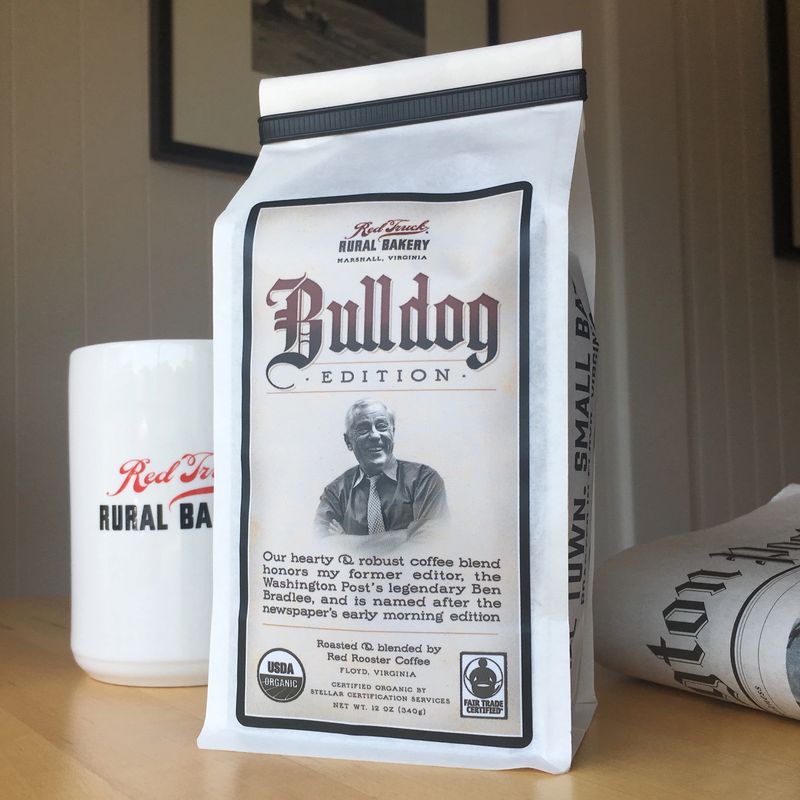 Red Truck
RURAL BAKERY
MARSHALL, VIRGINIA
Bulldog
· EDITION ·
Our hearty & robust coffee blend
honors my former editor, the
Washington Post's legendary Ben
Bradlee, and is named after the
newspaper's early morning edition
Roasted & blended by
Red Rooster Coffee
FLOYD, VIRGINIA
CERTIFIED ORGANIC BY
STELLAR CERTIFICATION SERVICES
NET WT. 12 OZ (340g)
USDA
ORGANIC
FAIR TRADE
CERTIFIED
Red Tru
RURAL BA
TOWN. SMALL BA
gton